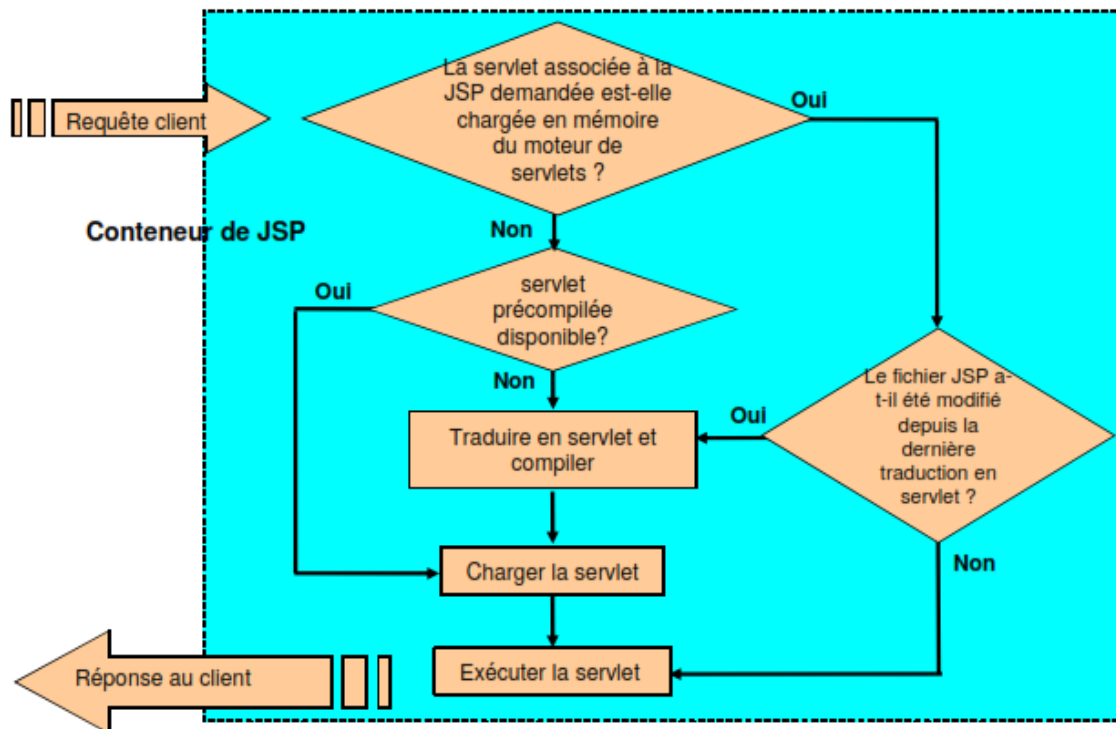 La servlet associée à la
JSP demandée est-elle
chargée en mémoire
du moteur de
servlets ?
Oui
Requête client
Conteneur de JSP
Non
Oui
servlet
précompilée
disponible?
Non
Le fichier JSP a-
t-il été modifié
depuis la
dernière
traduction en
servlet ?
Oui
Traduire en servlet et
compiler
Non
Charger la servlet
Exécuter la servlet
Réponse au client